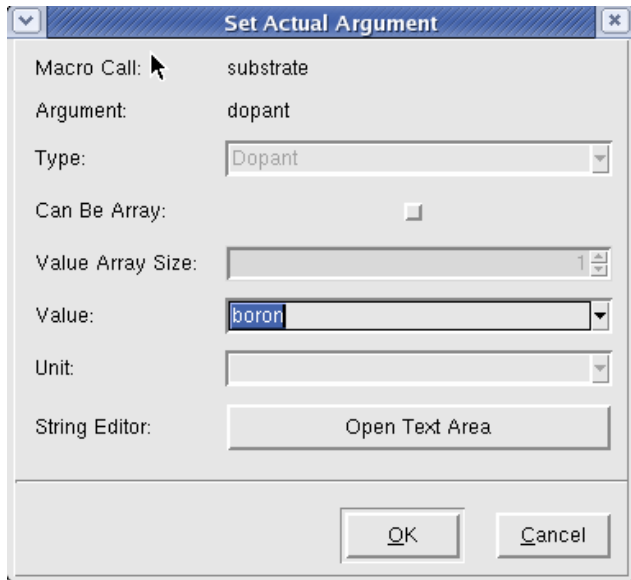 Set Actual Argument
Macro Call: substrate
Argument: dopant
Type: Dopant
Can Be Array:
Value Array Size: 1
Value: boron
Unit:
String Editor: Open Text Area
OK Cancel